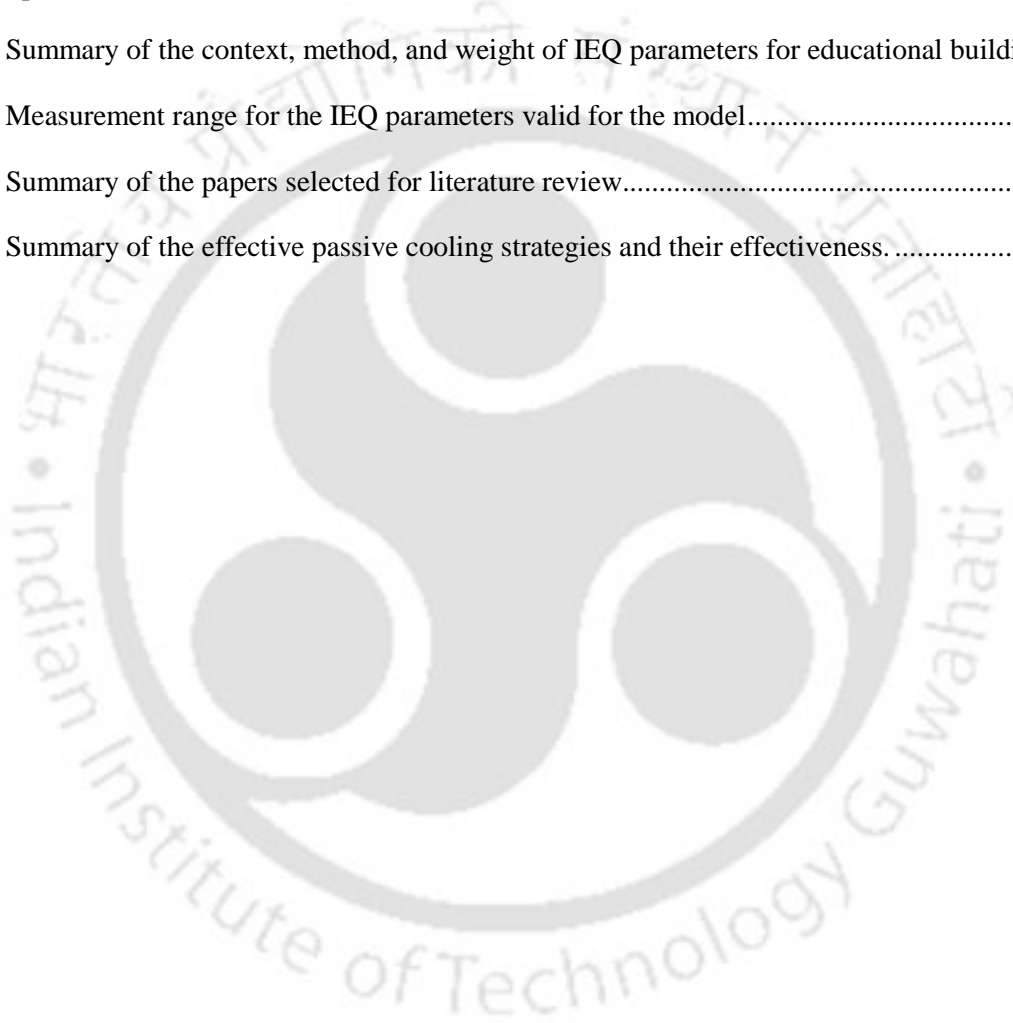 Summary of the context, method, and weight of IEQ parameters for educational buildi
Measurement range for the IEQ parameters valid for the model..................................
Summary of the papers selected for literature review...............................................
Summary of the effective passive cooling strategies and their effectiveness. ................
भारतीय प्रौद्योगिकी संस्थान गुवाहाटी
Indian Institute of Technology Guwahati